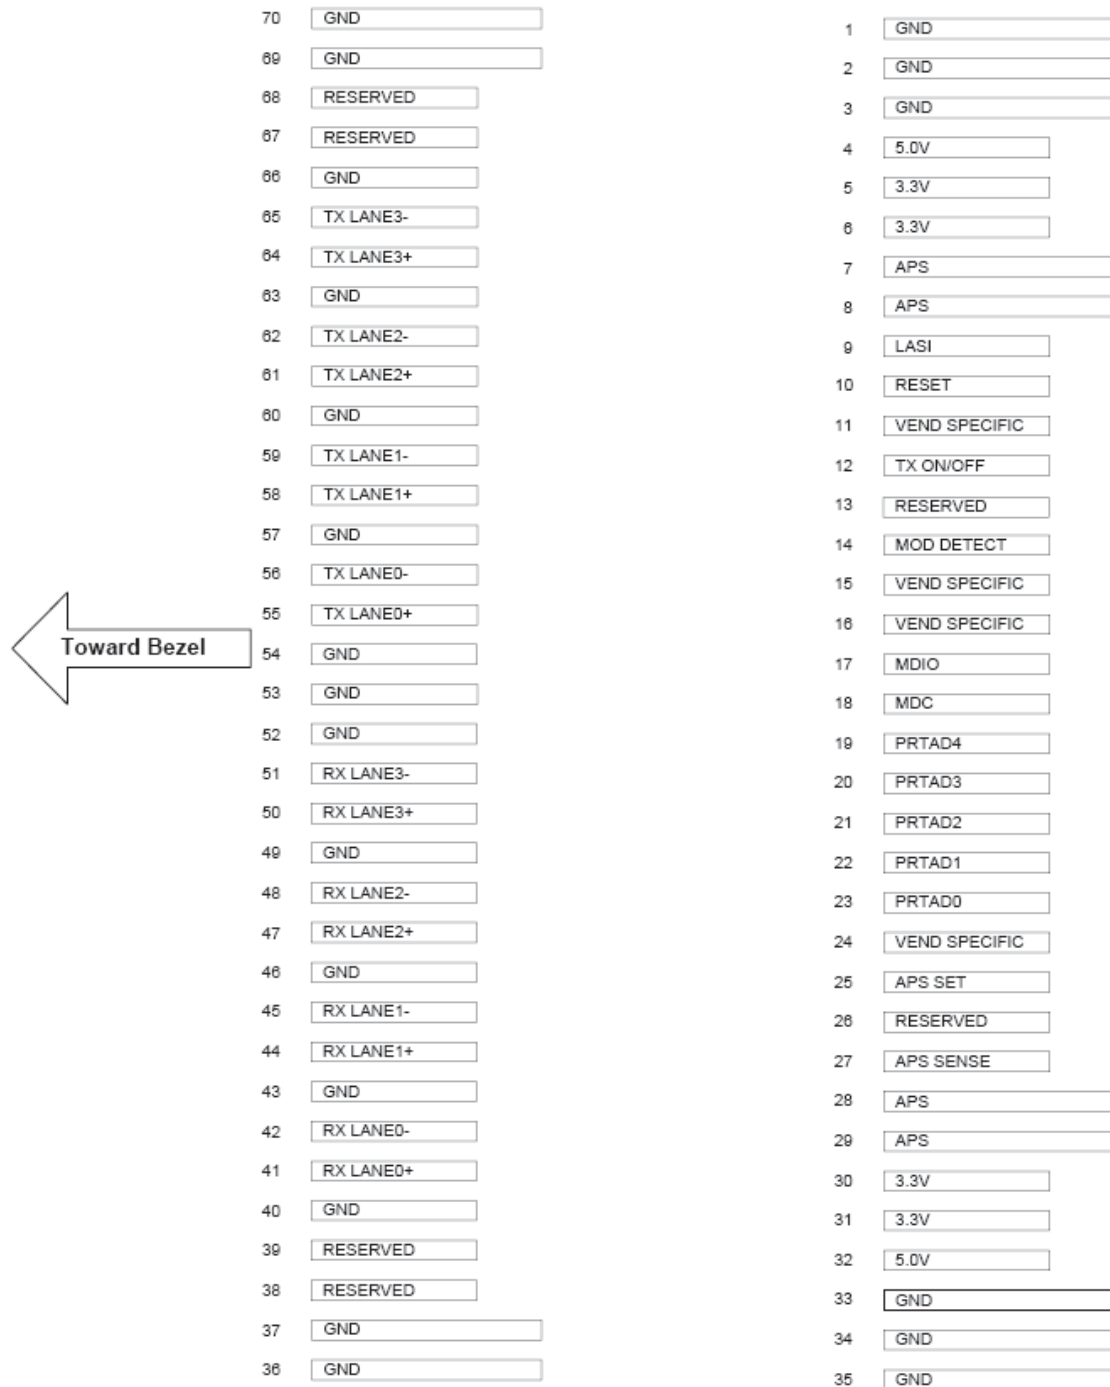 70 GND
69 GND
68 RESERVED
67 RESERVED
66 GND
65 TX LANE3-
64 TX LANE3+
63 GND
62 TX LANE2-
61 TX LANE2+
60 GND
59 TX LANE1-
58 TX LANE1+
57 GND
56 TX LANE0-
55 TX LANE0+
Toward Bezel
54 GND
53 GND
52 GND
51 RX LANE3-
50 RX LANE3+
49 GND
48 RX LANE2-
47 RX LANE2+
46 GND
45 RX LANE1-
44 RX LANE1+
43 GND
42 RX LANE0-
41 RX LANE0+
40 GND
39 RESERVED
38 RESERVED
37 GND
36 GND
1 GND
2 GND
3 GND
4 5.0V
5 3.3V
6 3.3V
7 APS
8 APS
9 LASI
10 RESET
11 VEND SPECIFIC
12 TX ON/OFF
13 RESERVED
14 MOD DETECT
15 VEND SPECIFIC
16 VEND SPECIFIC
17 MDIO
18 MDC
19 PRTAD4
20 PRTAD3
21 PRTAD2
22 PRTAD1
23 PRTAD0
24 VEND SPECIFIC
25 APS SET
26 RESERVED
27 APS SENSE
28 APS
29 APS
30 3.3V
31 3.3V
32 5.0V
33 GND
34 GND
35 GND